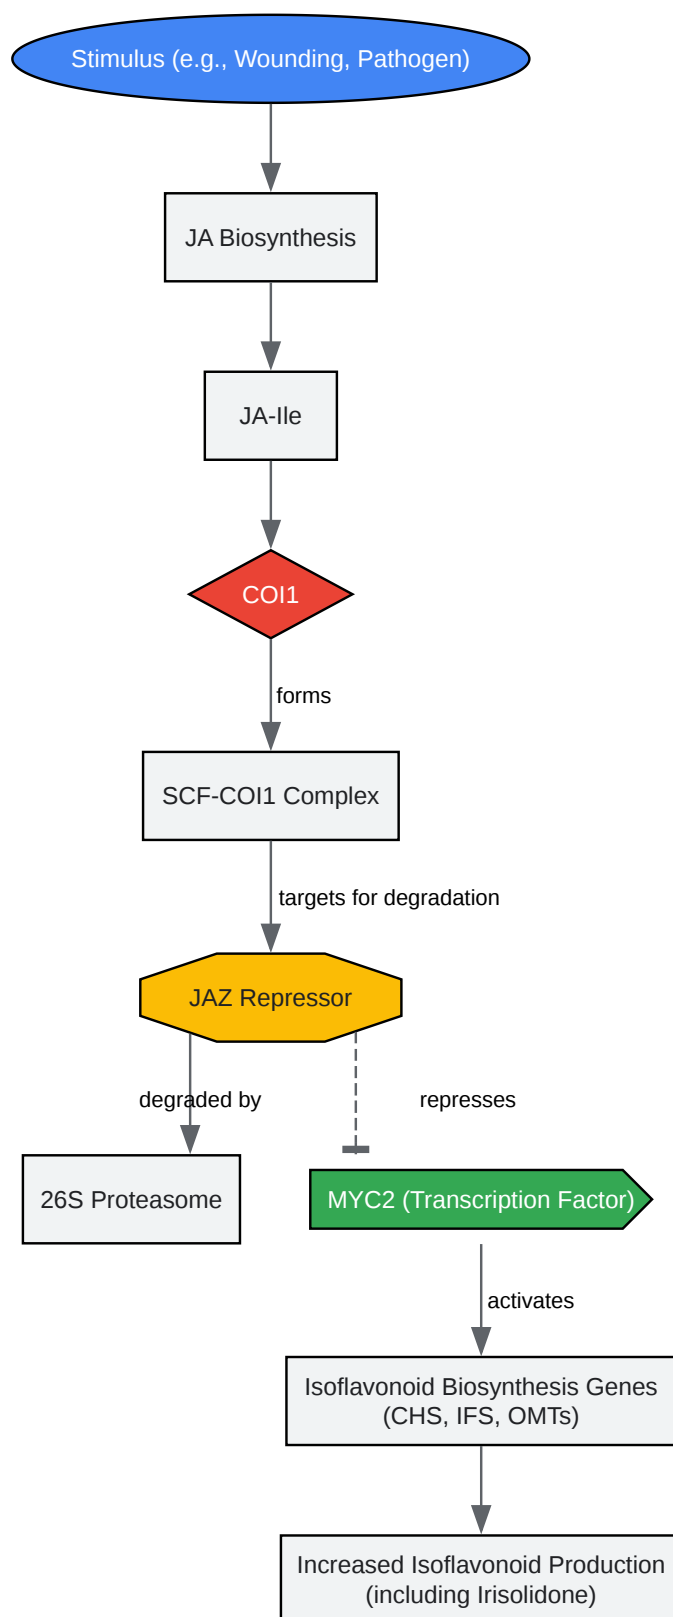 Stimulus (e.g., Wounding, Pathogen)
JA Biosynthesis
JA-Ile
COI1
forms
SCF-COI1 Complex
targets for degradation
JAZ Repressor
degraded by
represses
26S Proteasome
MYC2 (Transcription Factor)
activates
Isoflavonoid Biosynthesis Genes
(CHS, IFS, OMTs)
Increased Isoflavonoid Production
(including Irisolidone)